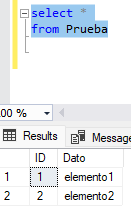 select *
from Prueba
00 %
Results
Message
ID
Dato
1
1
elemento1
2
2
elemento2